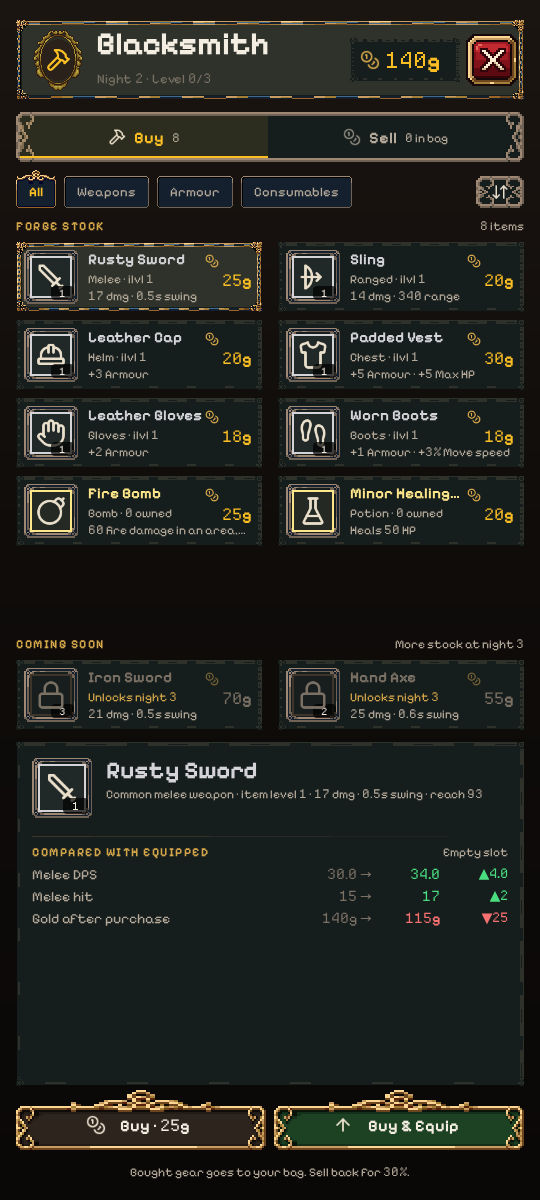 Blacksmith
Night 2 · Level 0/3
140g
Buy 8
Sell 0 in bag
All
Weapons
Armour
Consumables
FORGE STOCK
8 items
Rusty Sword
Melee · ilvl 1
17 dmg · 0.5s swing
25g
1
Sling
Ranged · ilvl 1
14 dmg · 340 range
20g
1
Leather Cap
Helm · ilvl 1
+3 Armour
20g
1
Padded Vest
Chest · ilvl 1
+5 Armour · +5 Max HP
30g
1
Leather Gloves
Gloves · ilvl 1
+2 Armour
18g
1
Worn Boots
Boots · ilvl 1
+1 Armour · +3% Move speed
18g
1
Fire Bomb
Bomb · 0 owned
60 fire damage in an area,...
25g
Minor Healing...
Potion · 0 owned
Heals 50 HP
20g
COMING SOON
More stock at night 3
Iron Sword
Unlocks night 3
21 dmg · 0.5s swing
70g
3
Hand Axe
Unlocks night 3
25 dmg · 0.6s swing
55g
2
Rusty Sword
Common melee weapon · item level 1 · 17 dmg · 0.5s swing · reach 93
1
COMPARED WITH EQUIPPED
Empty slot
Melee DPS 30.0 → 34.0 ▲4.0
Melee hit 15 → 17 ▲2
Gold after purchase 140g → 115g ▼25
Buy · 25g
Buy & Equip
Bought gear goes to your bag. Sell back for 30%.